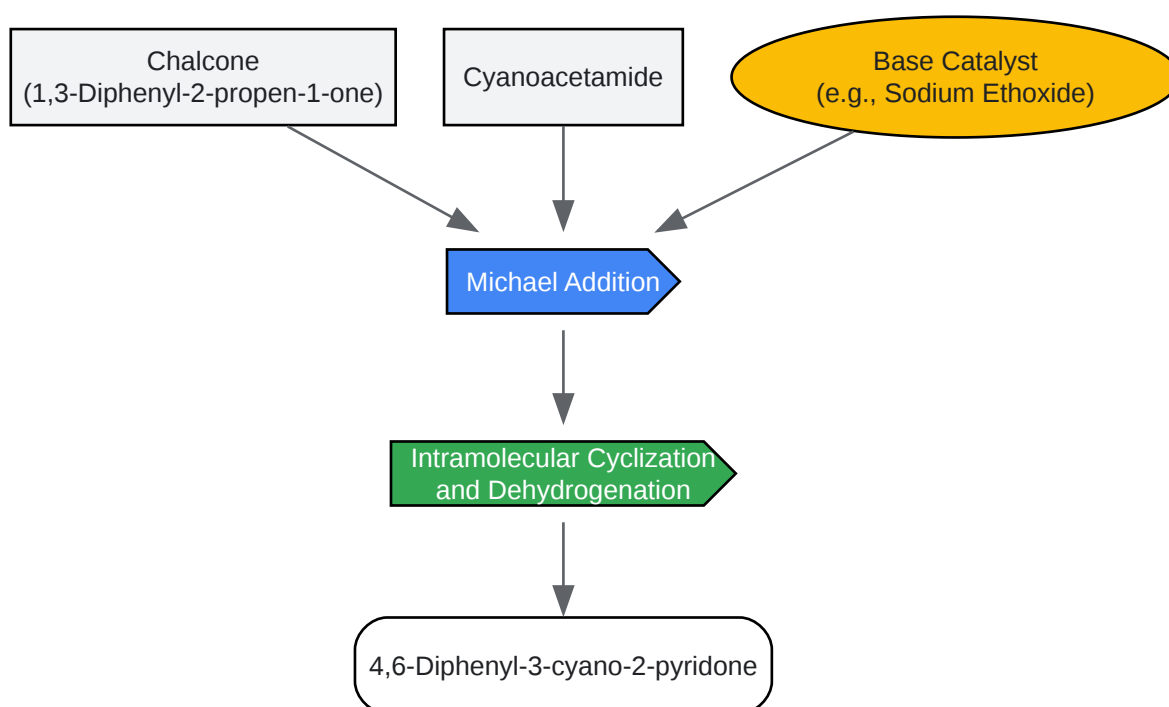 Chalcone
(1,3-Diphenyl-2-propen-1-one)
Cyanoacetamide
Base Catalyst
(e.g., Sodium Ethoxide)
Michael Addition
Intramolecular Cyclization
and Dehydrogenation
4,6-Diphenyl-3-cyano-2-pyridone